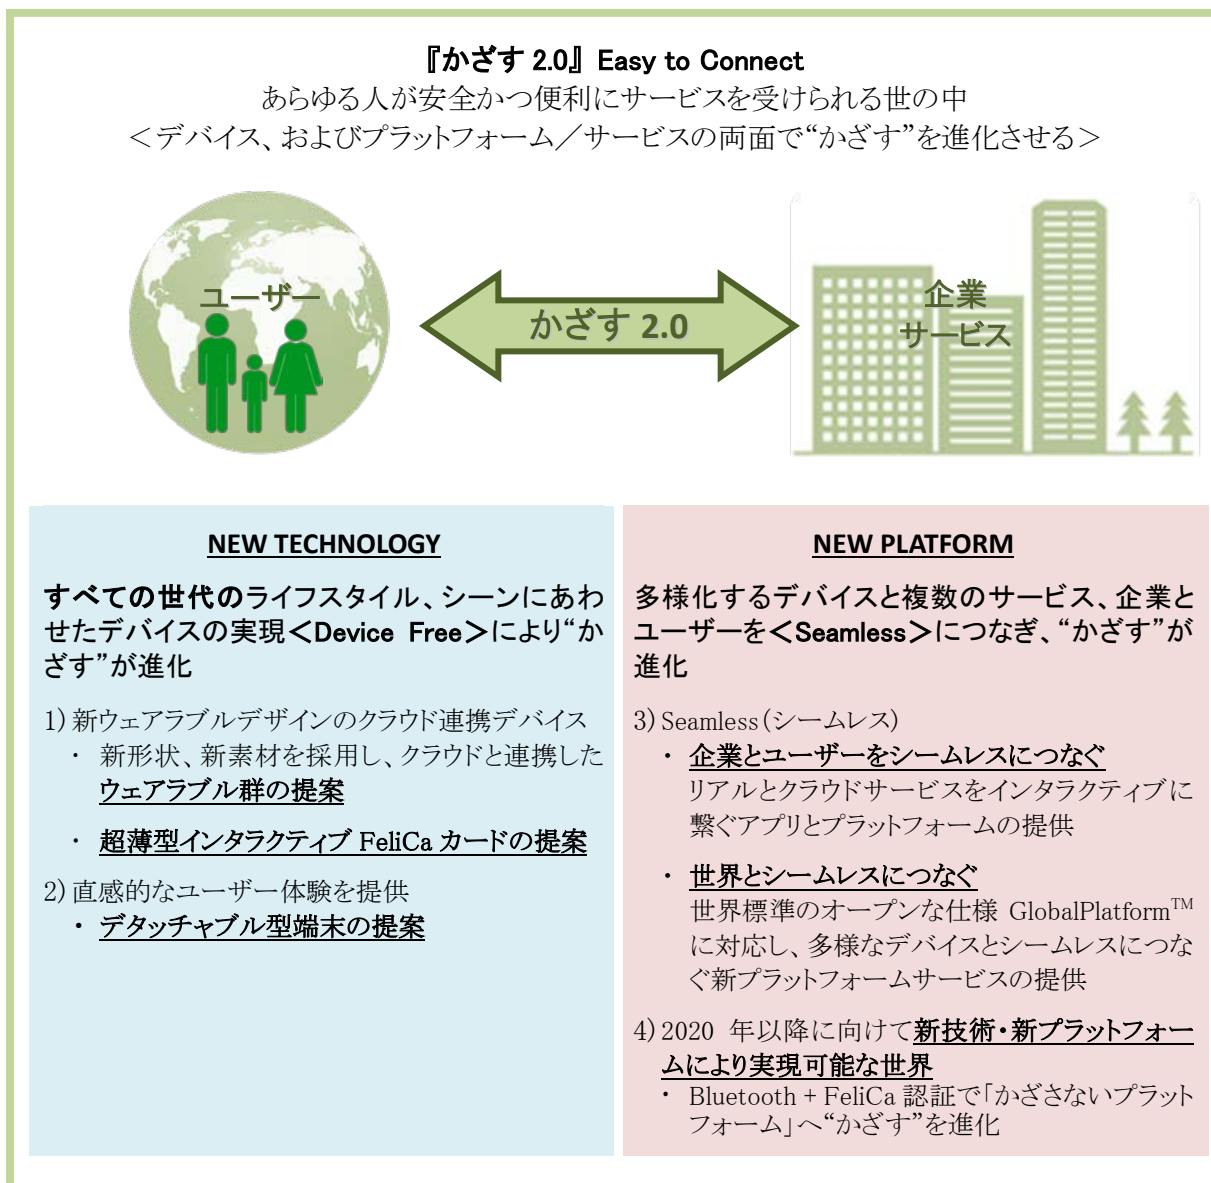 『かざす 2.0』 Easy to Connect
あらゆる人が安全かつ便利にサービスを受けられる世の中
＜デバイス、およびプラットフォーム／サービスの両面で“かざす”を進化させる＞
ユーザー
かざす 2.0
企業
サービス
NEW TECHNOLOGY
すべての世代のライフスタイル、シーンにあわ
せたデバイスの実現＜Device Free＞により“か
ざす”が進化
1) 新ウェアラブルデザインのクラウド連携デバイス
・ 新形状、新素材を採用し、クラウドと連携した
ウェアラブル群の提案
・ 超薄型インタラクティブ FeliCa カードの提案
2) 直感的なユーザー体験を提供
・ デタッチャブル型端末の提案
NEW PLATFORM
多様化するデバイスと複数のサービス、企業と
ユーザーを＜Seamless＞につなぎ、“かざす”が
進化
3) Seamless（シームレス）
・ 企業とユーザーをシームレスにつなぐ
リアルとクラウドサービスをインタラクティブに
繋ぐアプリとプラットフォームの提供
・ 世界とシームレスにつなぐ
世界標準のオープンな仕様 GlobalPlatform™
に対応し、多様なデバイスとシームレスにつな
ぐ新プラットフォームサービスの提供
4) 2020 年以降に向けて新技術・新プラットフォー
ムにより実現可能な世界
・ Bluetooth + FeliCa 認証で「かざさないプラット
フォーム」へ“かざす”を進化